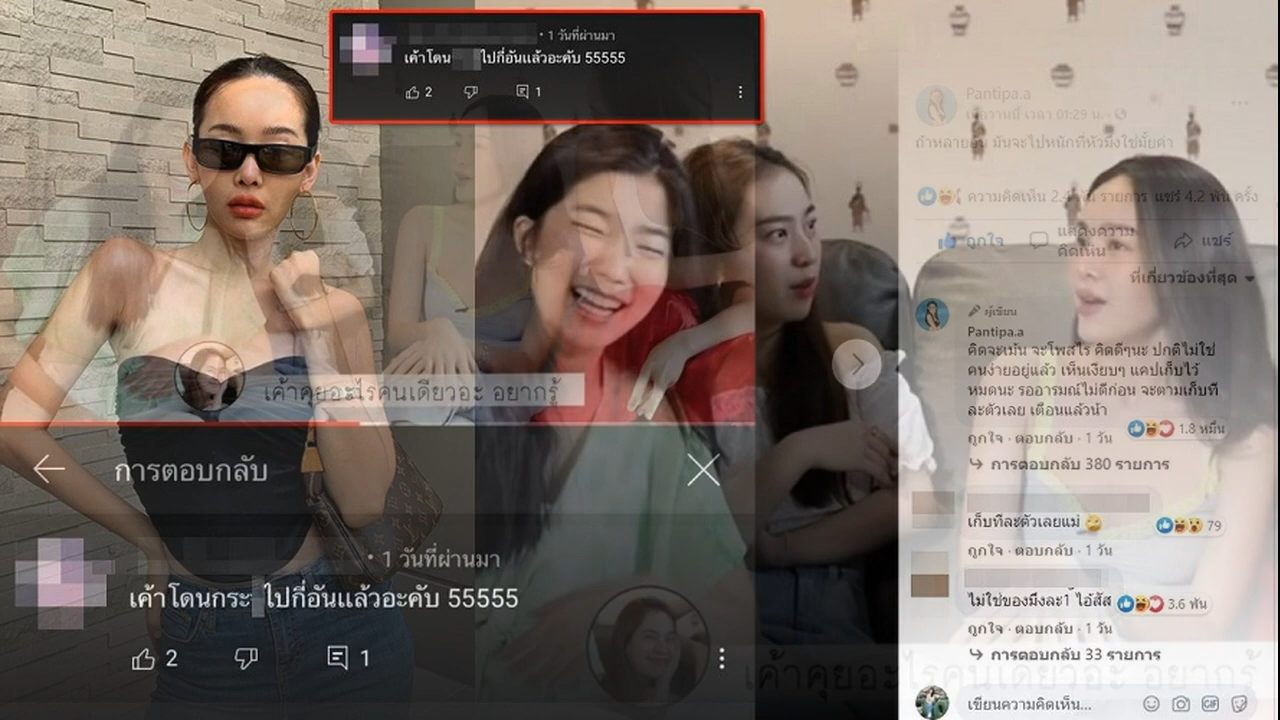 · 1 วันที่ผ่านมา
เค้าโดน ไปกี่อันแล้วอะคับ 55555
2
1
เค้าคุยอะไรคนเดียวอะ อยากรู้
การตอบกลับ
· 1 วันที่ผ่านมา
เค้าโดนกระ ไปกี่อันแล้วอะคับ 55555
2
1
Pantipa.a
เวลา 01:29 น. ·
ถ้าหลายอัน มันจะไปหนักที่หัวมึงใช่มั้ยค่า
ความคิดเห็น รายการ แชร์ 4.2 พัน ครั้ง
ถูกใจ
แสดงความคิดเห็น
แชร์
ที่เกี่ยวข้องที่สุด
ผู้เขียน
Pantipa.a
คิดจะเม้น จะโพสไร คิดดีๆนะ ปกติไม่ใช่
คนง่ายอยู่แล้ว เห็นเงียบๆ แคปเก็บไว้
หมดนะ รออารมณ์ไม่ดีก่อน จะตามเก็บที
ละตัวเลย เตือนแล้วน้า
ถูกใจ · ตอบกลับ · 1 วัน
1.8 หมื่น
การตอบกลับ 380 รายการ
เก็บทีละตัวเลยแม่
79
ถูกใจ · ตอบกลับ · 1 วัน
ไม่ใช่ของมึงละ1 ไอ้สัส
3.6 พัน
ถูกใจ · ตอบกลับ · 1 วัน
การตอบกลับ 33 รายการ
เค้าคุยอะไรคนเดียวอะ อยากรู้
เขียนความคิดเห็น...
GIF